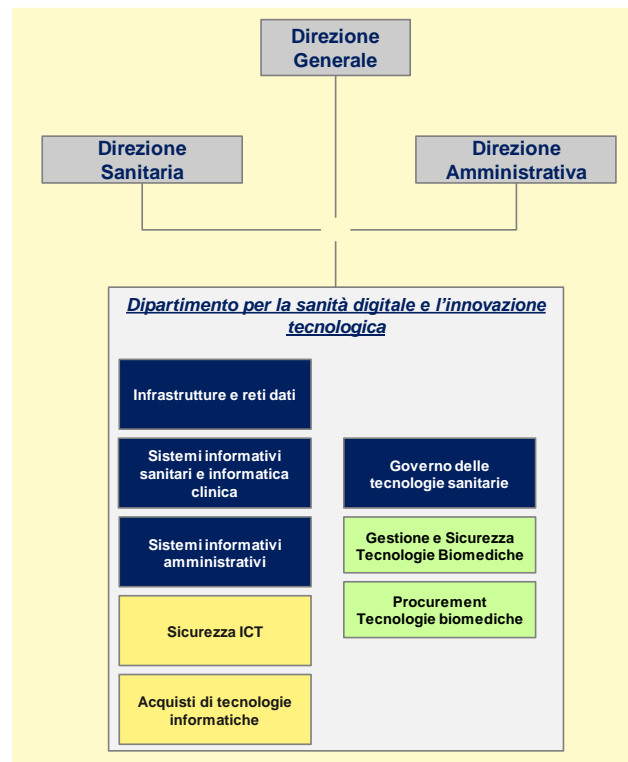 Direzione
Generale
Direzione
Sanitaria
Direzione
Amministrativa
Dipartimento per la sanità digitale e l'innovazione
tecnologica
Infrastrutture e reti dati
Sistemi informativi
sanitari e informatica
clinica
Sistemi informativi
amministrativi
Sicurezza ICT
Acquisti di tecnologie
informatiche
Governo delle
tecnologie sanitarie
Gestione e Sicurezza
Tecnologie Biomediche
Procurement
Tecnologie biomediche